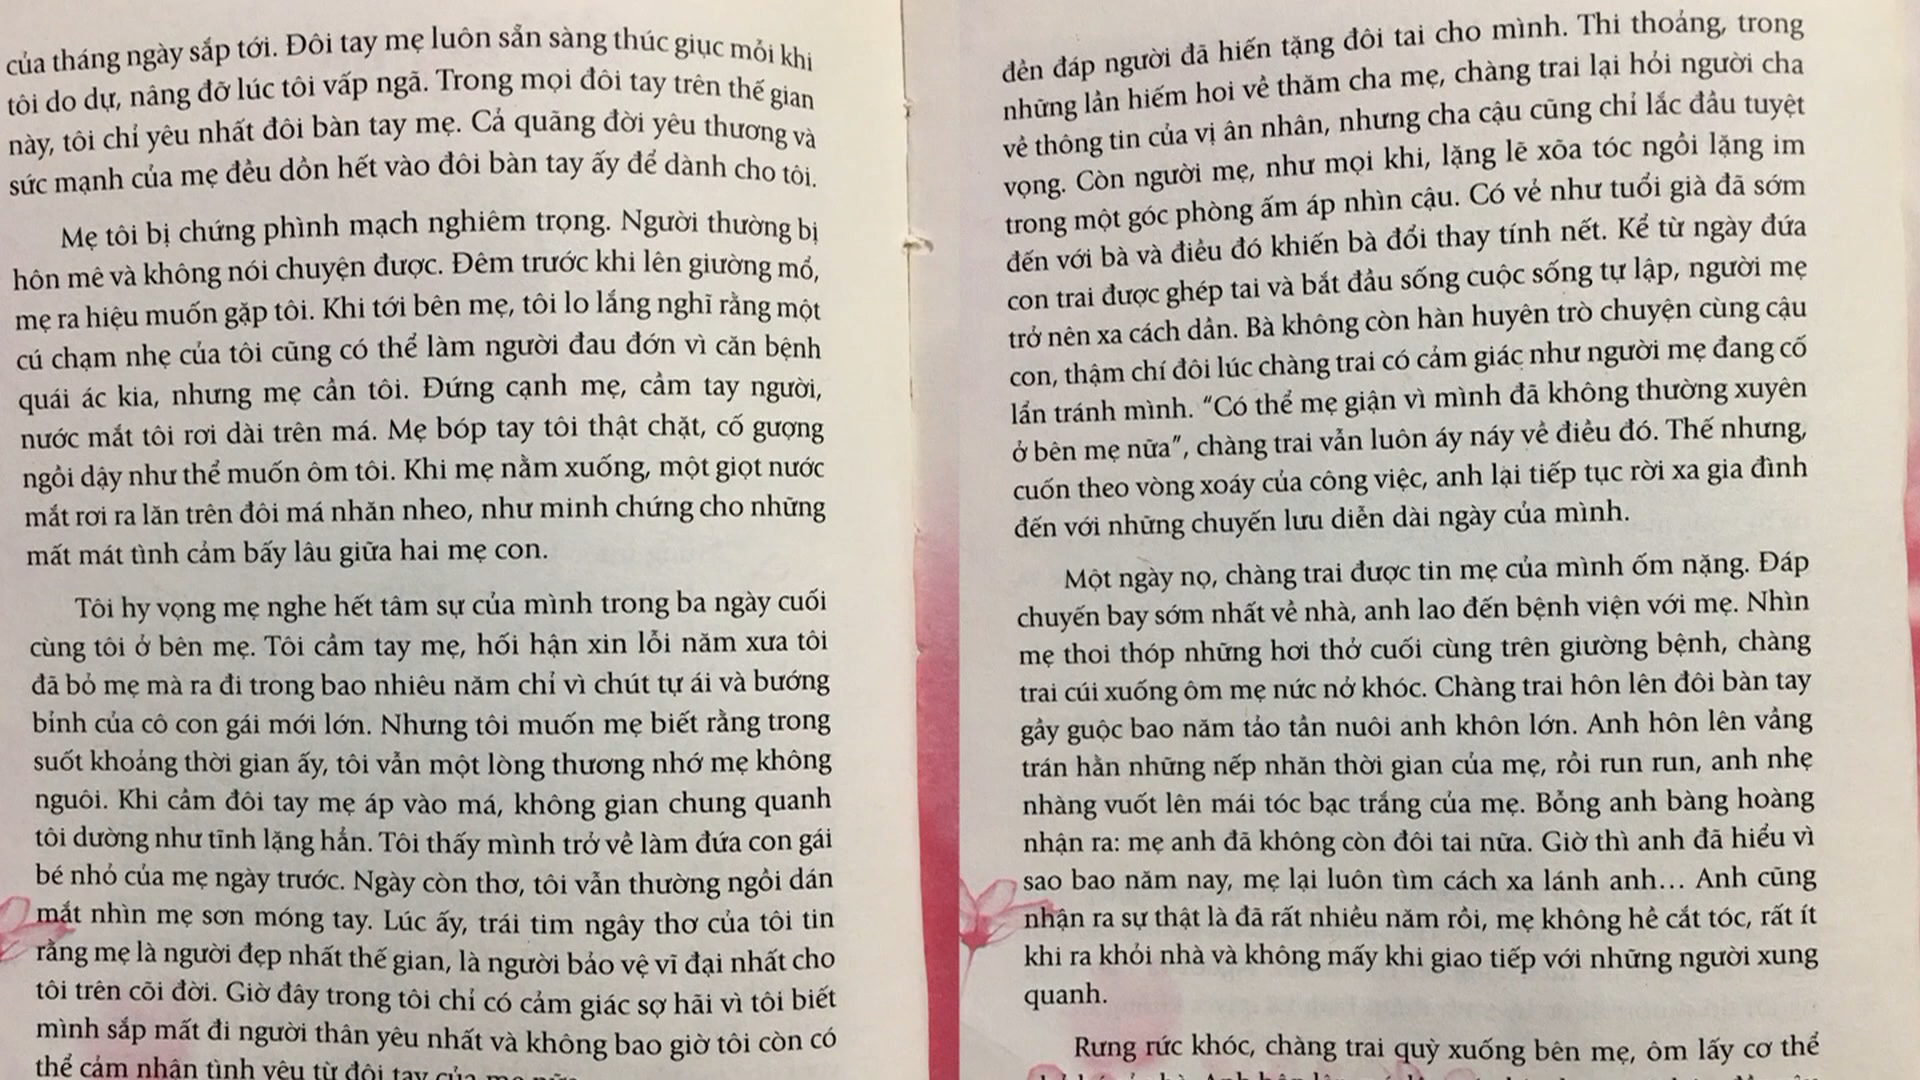 của tháng ngày sắp tới. Đôi tay mẹ luôn sẵn sàng thúc giục mỗi khi
tôi do dự, nâng đỡ lúc tôi vấp ngã. Trong mọi đôi tay trên thế gian
này, tôi chỉ yêu nhất đôi bàn tay mẹ. Cả quãng đời yêu thương và
sức mạnh của mẹ đều dồn hết vào đôi bàn tay ấy để dành cho tôi.
Mẹ tôi bị chứng phình mạch nghiêm trọng. Người thường bị
hôn mê và không nói chuyện được. Đêm trước khi lên giường mổ,
mẹ ra hiệu muốn gặp tôi. Khi tới bên mẹ, tôi lo lắng nghĩ rằng một
cú chạm nhẹ của tôi cũng có thể làm người đau đớn vì căn bệnh
quái ác kia, nhưng mẹ cần tôi. Đứng cạnh mẹ, cầm tay người,
nước mắt tôi rơi dài trên má. Mẹ bóp tay tôi thật chặt, cố gượng
ngồi dậy như thể muốn ôm tôi. Khi mẹ nằm xuống, một giọt nước
mắt rơi ra lăn trên đôi má nhăn nheo, như minh chứng cho những
mất mát tình cảm bấy lâu giữa hai mẹ con.
Tôi hy vọng mẹ nghe hết tâm sự của mình trong ba ngày cuối
cùng tôi ở bên mẹ. Tôi cầm tay mẹ, hối hận xin lỗi năm xưa tôi
đã bỏ mẹ mà ra đi trong bao nhiêu năm chỉ vì chút tự ái và bướng
bỉnh của cô con gái mới lớn. Nhưng tôi muốn mẹ biết rằng trong
suốt khoảng thời gian ấy, tôi vẫn một lòng thương nhớ mẹ không
nguôi. Khi cầm đôi tay mẹ áp vào má, không gian chung quanh
tôi dường như tĩnh lặng hẳn. Tôi thấy mình trở về làm đứa con gái
bé nhỏ của mẹ ngày trước. Ngày còn thơ, tôi vẫn thường ngồi dán
mắt nhìn mẹ sơn móng tay. Lúc ấy, trái tim ngây thơ của tôi tin
rằng mẹ là người đẹp nhất thế gian, là người bảo vệ vĩ đại nhất cho
tôi trên cõi đời. Giờ đây trong tôi chỉ có cảm giác sợ hãi vì tôi biết
mình sắp mất đi người thân yêu nhất và không bao giờ tôi còn có
thể cảm nhận tình yêu từ đôi tay của mẹ nữa
đền đáp người đã hiến tặng đôi tai cho mình. Thi thoảng, trong
những lần hiếm hoi về thăm cha mẹ, chàng trai lại hỏi người cha
về thông tin của vị ân nhân, nhưng cha cậu cũng chỉ lắc đầu tuyệt
vọng. Còn người mẹ, như mọi khi, lặng lẽ xõa tóc ngồi lặng im
trong một góc phòng ấm áp nhìn cậu. Có vẻ như tuổi già đã sớm
đến với bà và điều đó khiến bà đổi thay tính nết. Kể từ ngày đứa
con trai được ghép tai và bắt đầu sống cuộc sống tự lập, người mẹ
trở nên xa cách dần. Bà không còn hàn huyên trò chuyện cùng cậu
con, thậm chí đôi lúc chàng trai có cảm giác như người mẹ đang cố
lẩn tránh mình. “Có thể mẹ giận vì mình đã không thường xuyên
ở bên mẹ nữa”, chàng trai vẫn luôn áy náy về điều đó. Thế nhưng,
cuốn theo vòng xoáy của công việc, anh lại tiếp tục rời xa gia đình
đến với những chuyến lưu diễn dài ngày của mình.
Một ngày nọ, chàng trai được tin mẹ của mình ốm nặng. Đáp
chuyến bay sớm nhất về nhà, anh lao đến bệnh viện với mẹ. Nhìn
mẹ thoi thóp những hơi thở cuối cùng trên giường bệnh, chàng
trai cúi xuống ôm mẹ nức nở khóc. Chàng trai hôn lên đôi bàn tay
gầy guộc bao năm tảo tần nuôi anh khôn lớn. Anh hôn lên vầng
trán hằn những nếp nhăn thời gian của mẹ, rồi run run, anh nhẹ
nhàng vuốt lên mái tóc bạc trắng của mẹ. Bỗng anh bàng hoàng
nhận ra: mẹ anh đã không còn đôi tai nữa. Giờ thì anh đã hiểu vì
sao bao năm nay, mẹ lại luôn tìm cách xa lánh anh... Anh cũng
nhận ra sự thật là đã rất nhiều năm rồi, mẹ không hề cắt tóc, rất ít
khi ra khỏi nhà và không mấy khi giao tiếp với những người xung
quanh.
Rưng rức khóc, chàng trai quỳ xuống bên mẹ, ôm lấy cơ thể